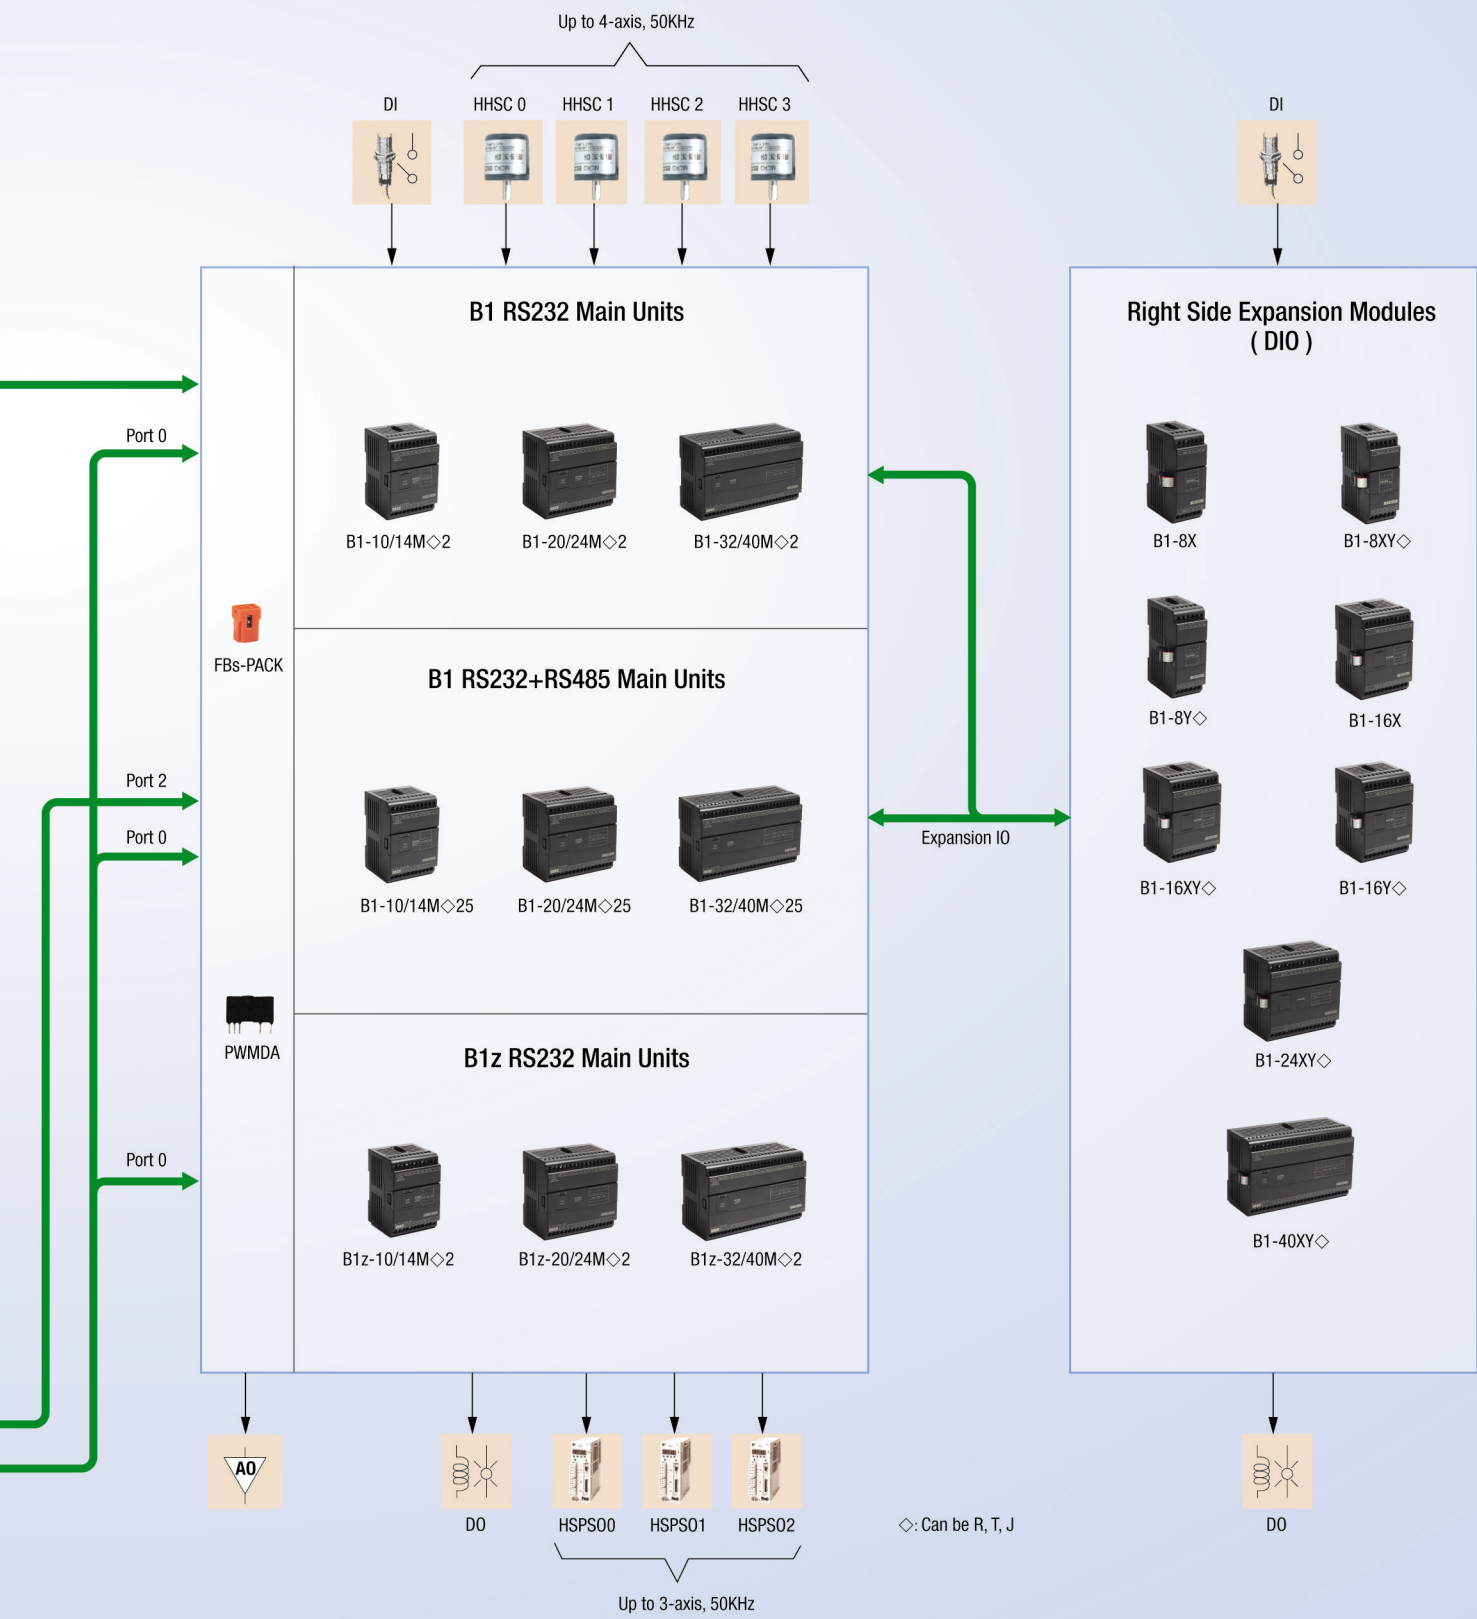 Up to 4-axis, 50KHz
DI
HHSC 0
HHSC 1
HHSC 2
HHSC 3
DI
B1 RS232 Main Units
Right Side Expansion Modules
( DIO )
Port 0
B1-10/14M◇2
B1-20/24M◇2
B1-32/40M◇2
B1-8X
B1-8XY◇
FBs-PACK
B1 RS232+RS485 Main Units
B1-8Y◇
B1-16X
Port 2
Port 0
Expansion IO
B1-10/14M◇25
B1-20/24M◇25
B1-32/40M◇25
B1-16XY◇
B1-16Y◇
PWMDA
B1z RS232 Main Units
B1-24XY◇
Port 0
B1z-10/14M◇2
B1z-20/24M◇2
B1z-32/40M◇2
B1-40XY◇
AO
DO
HSPSO0
HSPSO1
HSPSO2
◇: Can be R, T, J
DO
Up to 3-axis, 50KHz